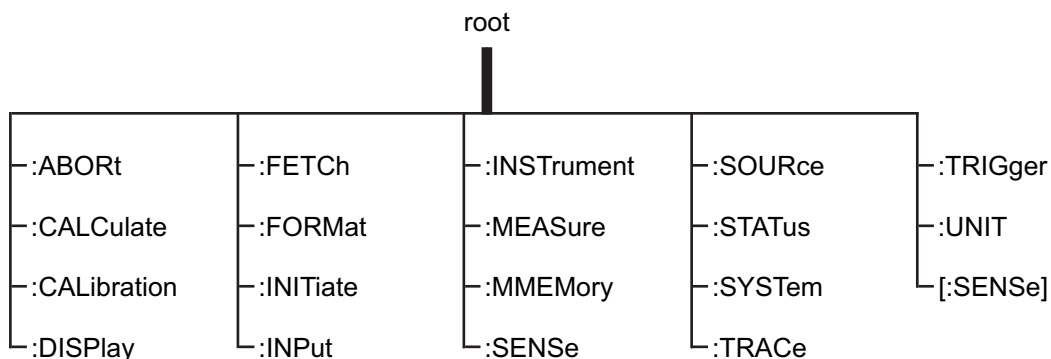 root
:ABORt
:CALCulate
:CALibration
:DISPlay
:FETCh
:FORMat
:INITiate
:INPut
:INSTrument
:MEASure
:MMEMory
:SENSe
:SOURce
:STATus
:SYSTem
:TRACe
:TRIGger
:UNIT
[:SENSe]